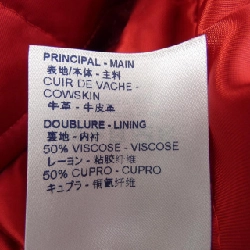 PRINCIPAL - MAIN
表地/木体 - 主料
CUIR DE VACHE -
COWSKIN
牛革 - 牛皮革
DOUBLURE - LINING
裏地 - 内衬
50% VISCOSE - VISCOSE
レーヨン - 粘胶纤维
50% CUPRO - CUPRO
キュプラ - 铜氨纤维